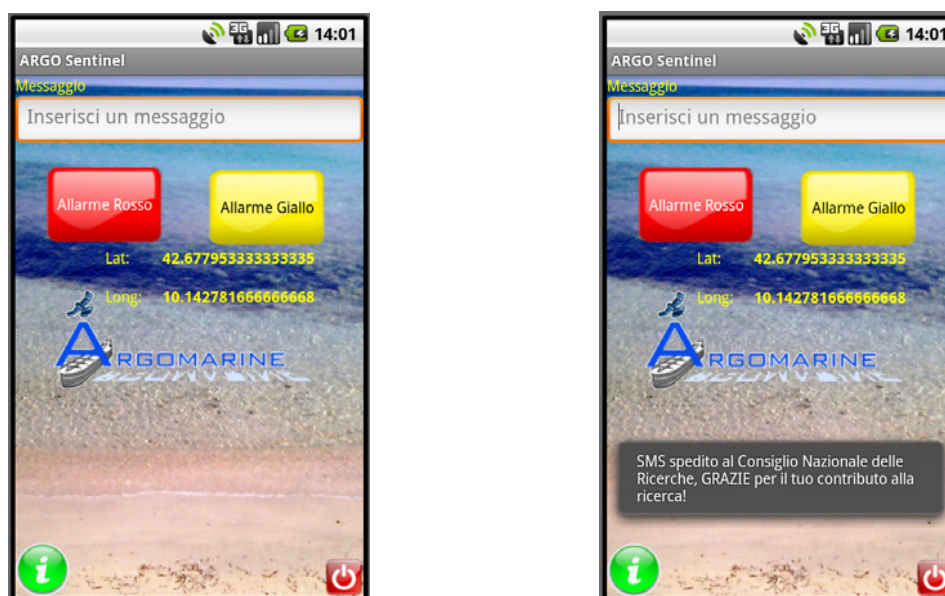 3G 14:01
ARGO Sentinel
Messaggio
Inserisci un messaggio
Allarme Rosso
Allarme Giallo
Lat: 42.677953333333335
Long: 10.142781666666668
ARGOMARINE
i
3G 14:01
ARGO Sentinel
Messaggio
Inserisci un messaggio
Allarme Rosso
Allarme Giallo
Lat: 42.677953333333335
Long: 10.142781666666668
ARGOMARINE
SMS spedito al Consiglio Nazionale delle
Ricerche, GRAZIE per il tuo contributo alla
ricerca!
i